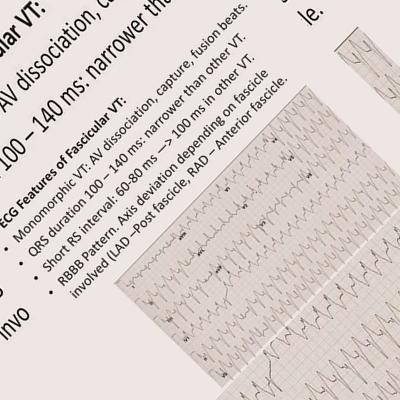 ular VT:
AV dissociation, c
100 – 140 ms: narrower th
le.
ECG Features of Fascicular VT:
• Monomorphic VT: AV dissociation, capture, fusion beats.
• QRS duration 100 – 140 ms: narrower than other VT.
• Short RS interval: 60-80 ms —> 100 ms in other VT.
• RBBB Pattern. Axis deviation depending on fascicle
involved (LAD –Post fascicle, RAD – Anterior fascicle.
invo